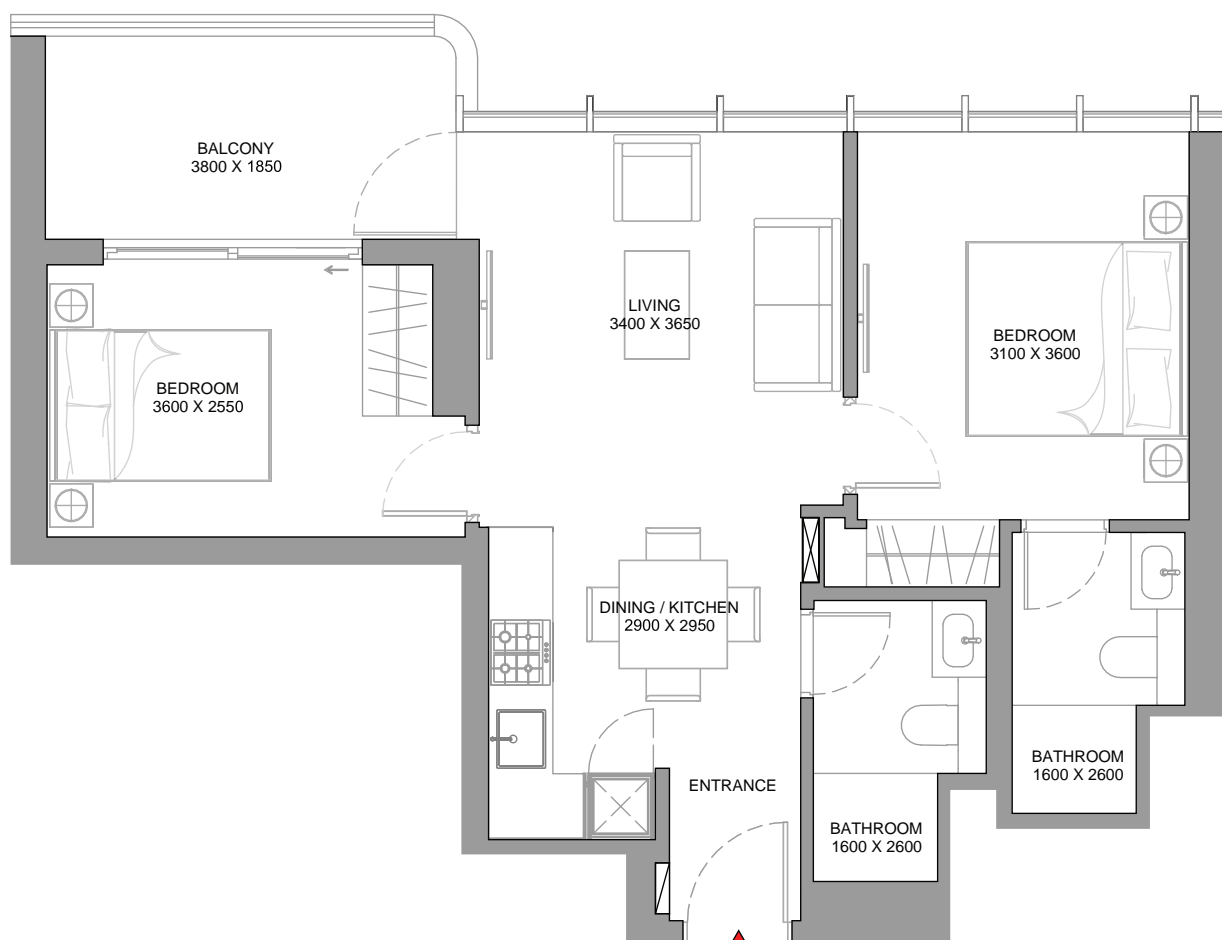 BALCONY
3800 X 1850
LIVING
3400 X 3650
BEDROOM
3100 X 3600
BEDROOM
3600 X 2550
DINING / KITCHEN
2900 X 2950
ENTRANCE
BATHROOM
1600 X 2600
BATHROOM
1600 X 2600